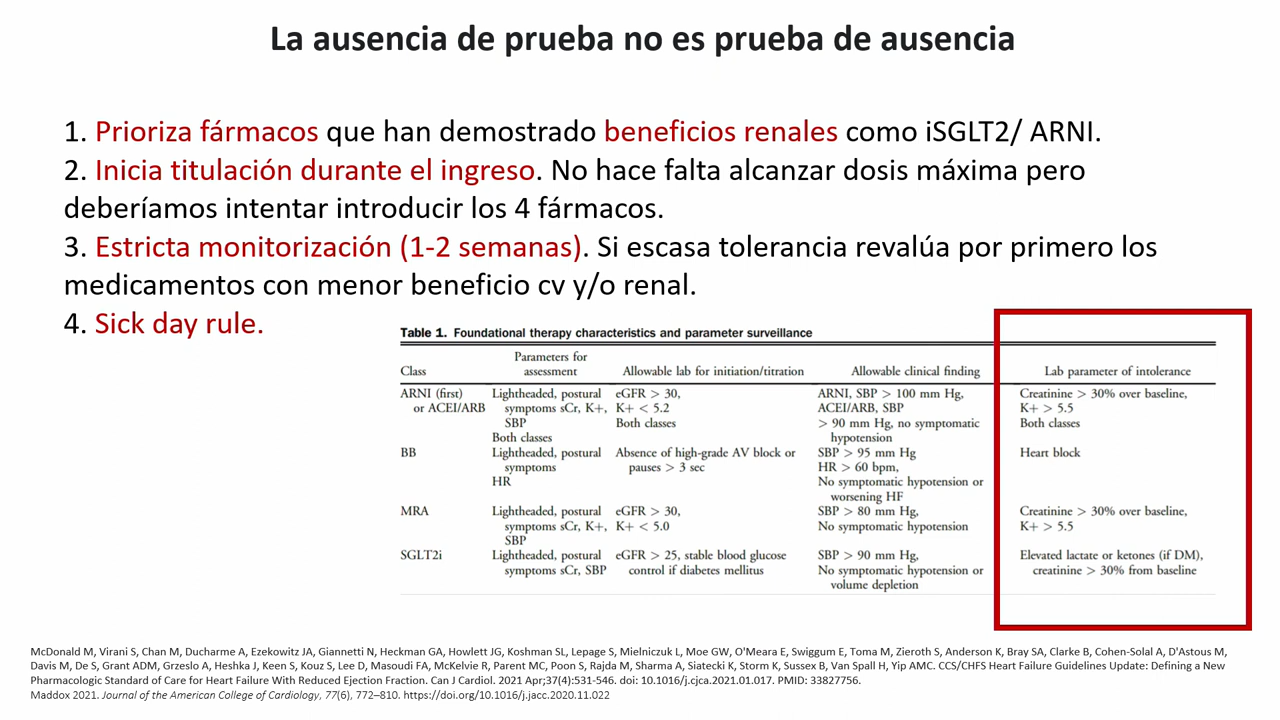 La ausencia de prueba no es prueba de ausencia
1. Prioriza fármacos que han demostrado beneficios renales como iSGLT2/ ARNI.
2. Inicia titulación durante el ingreso. No hace falta alcanzar dosis máxima pero
deberíamos intentar introducir los 4 fármacos.
3. Estricta monitorización (1-2 semanas). Si escasa tolerancia revalúa por primero los
medicamentos con menor beneficio cv y/o renal.
4. Sick day rule.
Table 1. Foundational therapy characteristics and parameter surveillance
Parameters for
Class assessment Allowable lab for initiation/titration Allowable clinical finding Lab parameter of intolerance
ARNI (first) Lightheaded, postural eGFR > 30, ARNI, SBP > 100 mm Hg, Creatinine > 30% over baseline,
or ACEI/ARB symptoms sCr, K+, K+ < 5.2 ACEI/ARB, SBP K+ > 5.5
SBP Both classes > 90 mm Hg, no symptomatic Both classes
Both classes hypotension
BB Lightheaded, postural Absence of high-grade AV block or SBP > 95 mm Hg Heart block
symptoms pauses > 3 sec HR > 60 bpm,
HR No symptomatic hypotension or
worsening HF
MRA Lightheaded, postural eGFR > 30, SBP > 80 mm Hg, Creatinine > 30% over baseline,
symptoms sCr, K+, K+ < 5.0 No symptomatic hypotension K+ > 5.5
SBP
SGLT2i Lightheaded, postural eGFR > 25, stable blood glucose SBP > 90 mm Hg, Elevated lactate or ketones (if DM),
symptoms sCr, SBP control if diabetes mellitus No symptomatic hypotension or creatinine > 30% from baseline
volume depletion
McDonald M, Virani S, Chan M, Ducharme A, Ezekowitz JA, Giannetti N, Heckman GA, Howlett JG, Koshman SL, Lepage S, Mielniczuk L, Moe GW, O'Meara E, Swiggum E, Toma M, Zieroth S, Anderson K, Bray SA, Clarke B, Cohen-Solal A, D'Astous M,
Davis M, De S, Grant ADM, Grzeslo A, Heshka J, Keen S, Kouz S, Lee D, Masoudi FA, McKelvie R, Parent MC, Poon S, Rajda M, Sharma A, Siatecki K, Storm K, Sussex B, Van Spall H, Yip AMC. CCS/CHFS Heart Failure Guidelines Update: Defining a New
Pharmacologic Standard of Care for Heart Failure With Reduced Ejection Fraction. Can J Cardiol. 2021 Apr;37(4):531-546. doi: 10.1016/j.cjca.2021.01.017. PMID: 33827756.
Maddox 2021. Journal of the American College of Cardiology, 77(6), 772–810. https://doi.org/10.1016/j.jacc.2020.11.022